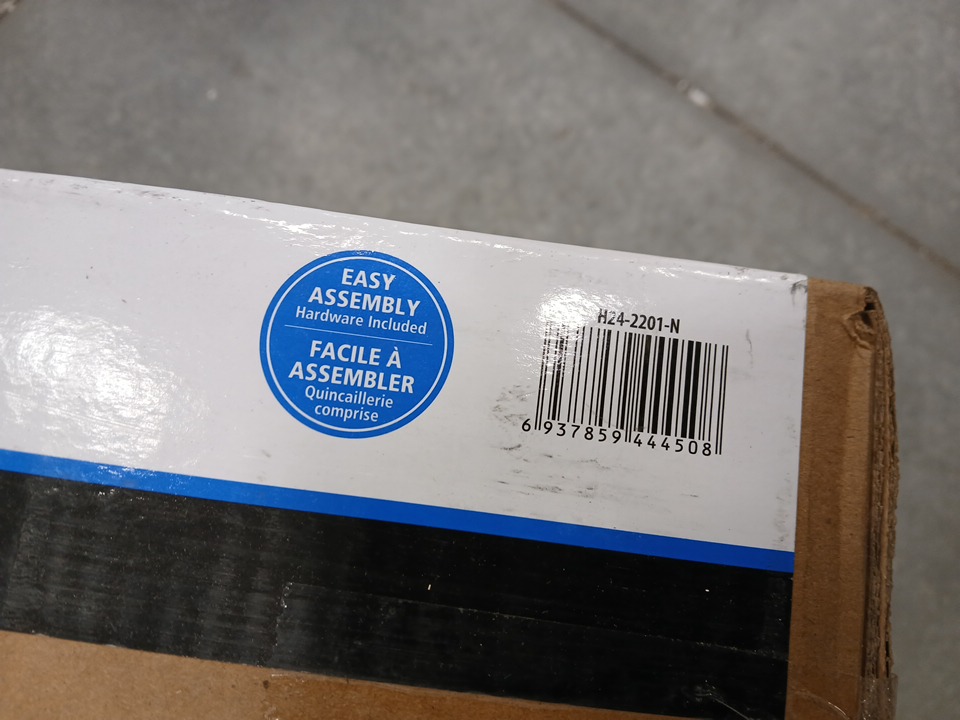 EASY
ASSEMBLY
Hardware Included
FACILE À
ASSEMBLER
Quincaillerie
comprise
H24-2201-N
6 937859 444508